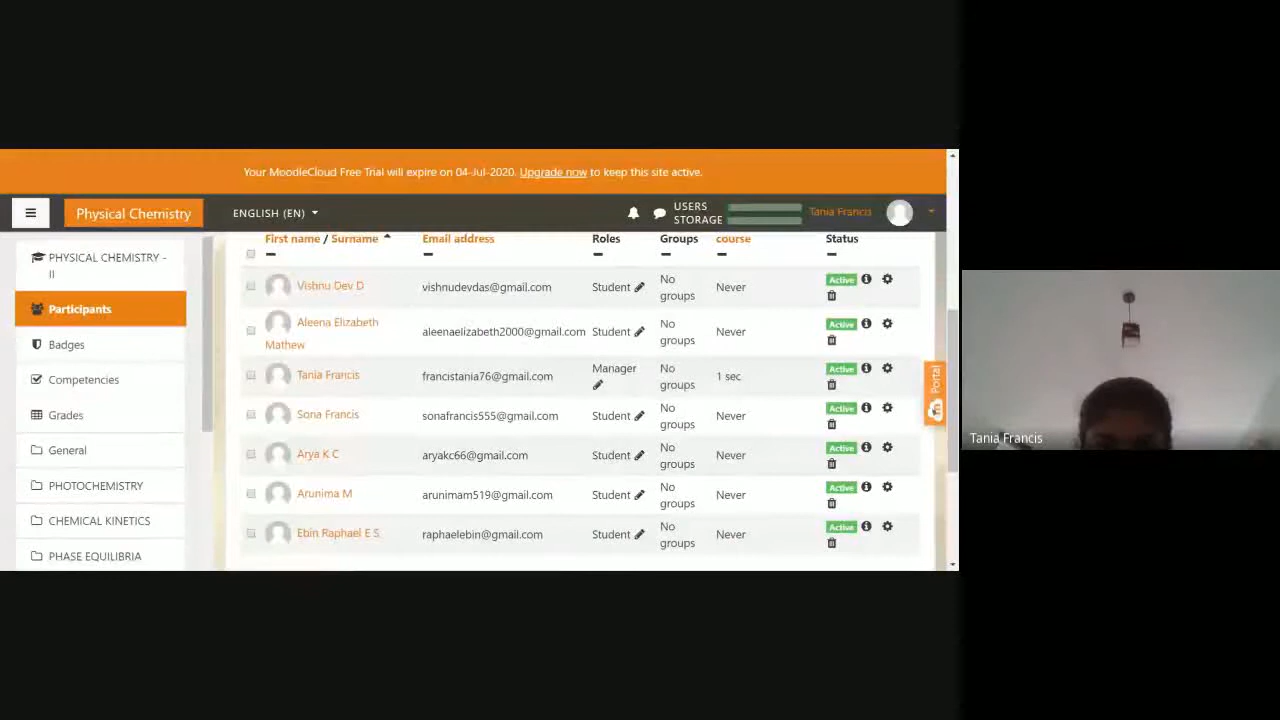 Your MoodleCloud Free Trial will expire on 04-Jul-2020. Upgrade now to keep this site active.
Physical Chemistry
ENGLISH (EN)
USERS
STORAGE
Tania Francis
PHYSICAL CHEMISTRY - II
Participants
Badges
Competencies
Grades
General
PHOTOCHEMISTRY
CHEMICAL KINETICS
PHASE EQUILIBRIA
First name / Surname Email address Roles Groups course Status
Vishnu Dev D vishnudevdas@gmail.com Student No groups Never Active
Aleena Elizabeth Mathew aleenaelizabeth2000@gmail.com Student No groups Never Active
Tania Francis francistania76@gmail.com Manager No groups 1 sec Active
Sona Francis sonafrancis555@gmail.com Student No groups Never Active
Arya K C aryakc66@gmail.com Student No groups Never Active
Arunima M arunimam519@gmail.com Student No groups Never Active
Ebin Raphael E S raphaelebin@gmail.com Student No groups Never Active
Portal
Tania Francis